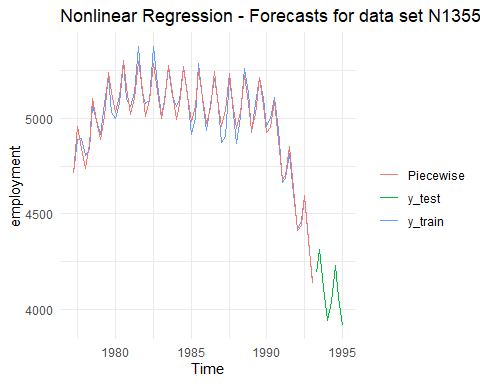 Nonlinear Regression - Forecasts for data set N1355
employment
5000
4500
4000
1980
1985
1990
1995
Time
Piecewise
y_test
y_train